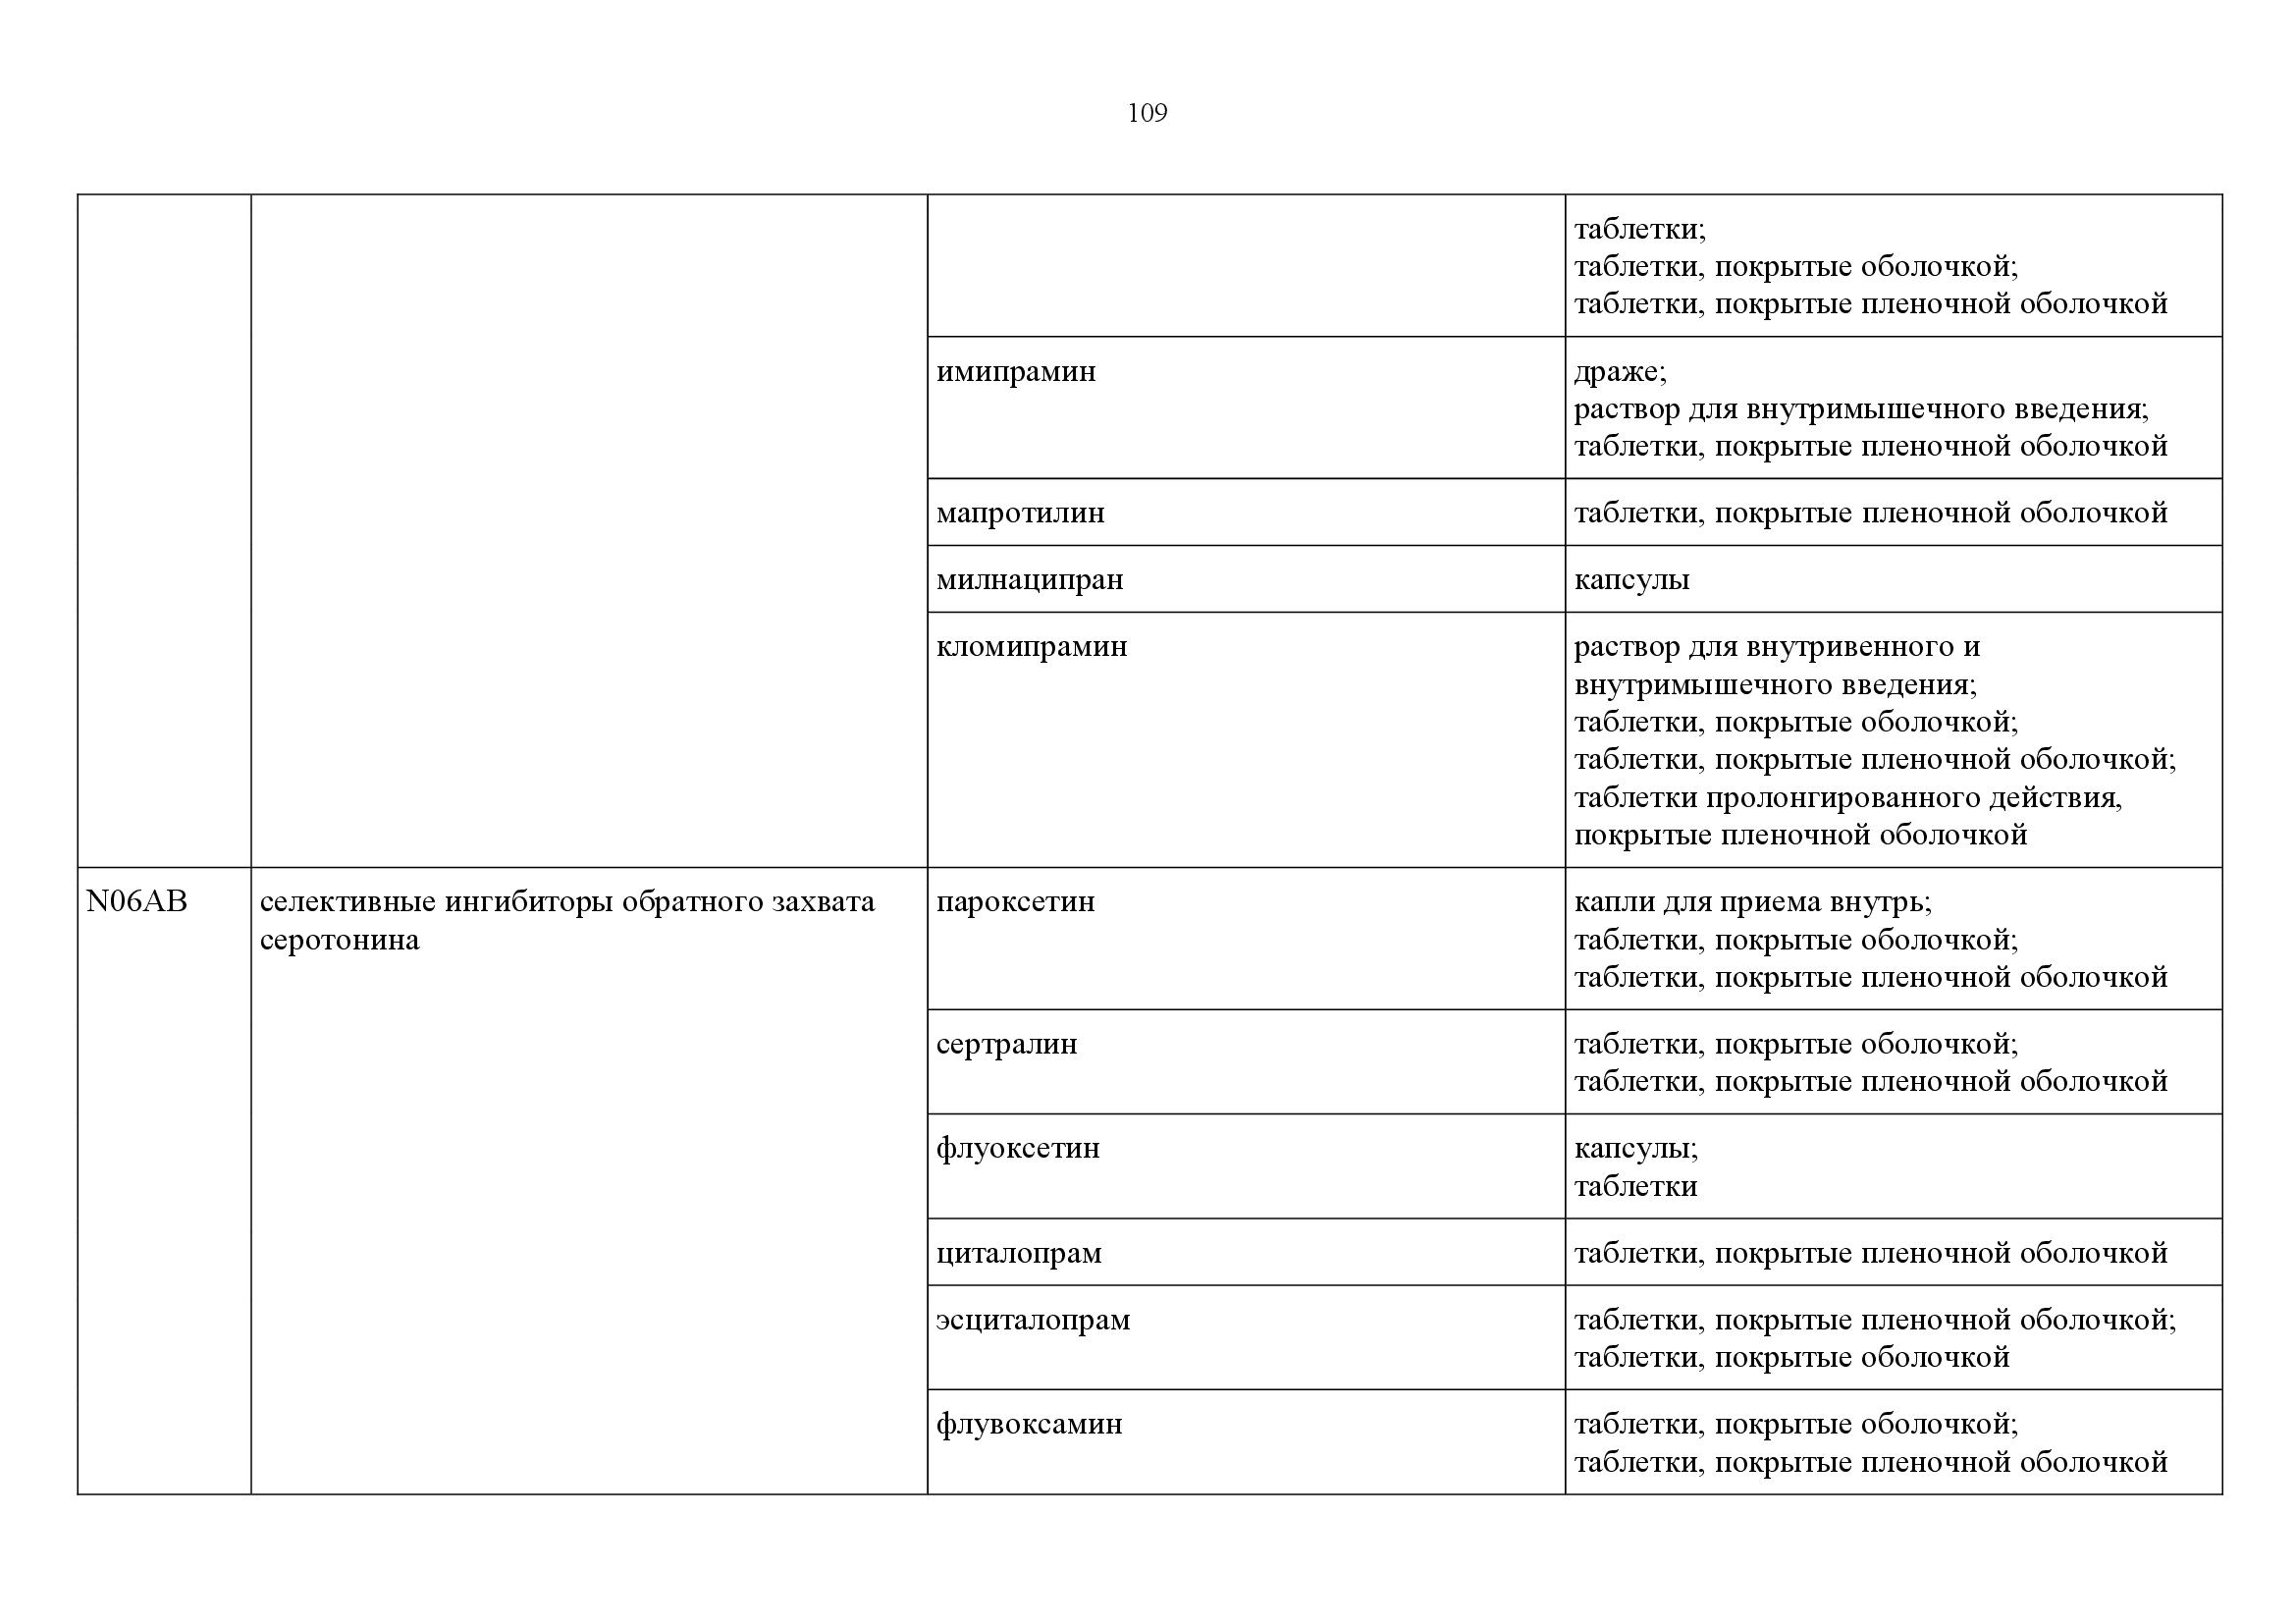 109
таблетки;
таблетки, покрытые оболочкой;
таблетки, покрытые пленочной оболочкой
имипрамин
драже;
раствор для внутримышечного введения;
таблетки, покрытые пленочной оболочкой
мапротилин
таблетки, покрытые пленочной оболочкой
милнаципран
капсулы
кломипрамин
раствор для внутривенного и
внутримышечного введения;
таблетки, покрытые оболочкой;
таблетки, покрытые пленочной оболочкой;
таблетки пролонгированного действия,
покрытые пленочной оболочкой
N06AB
селективные ингибиторы обратного захвата
серотонина
пароксетин
капли для приема внутрь;
таблетки, покрытые оболочкой;
таблетки, покрытые пленочной оболочкой
сертралин
таблетки, покрытые оболочкой;
таблетки, покрытые пленочной оболочкой
флуоксетин
капсулы;
таблетки
циталопрам
таблетки, покрытые пленочной оболочкой
эсциталопрам
таблетки, покрытые пленочной оболочкой;
таблетки, покрытые оболочкой
флувоксамин
таблетки, покрытые оболочкой;
таблетки, покрытые пленочной оболочкой